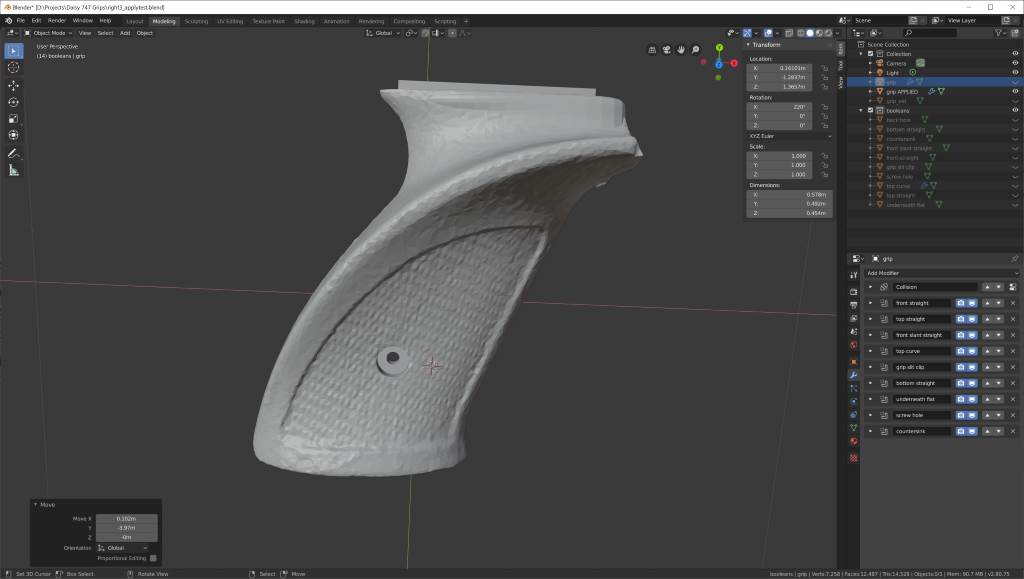 Blender* [D:\Projects\Daisy 747 Grips\right3_applytest.blend]
File Edit Render Window Help Layout Modeling Sculpting UV Editing Texture Paint Shading Animation Rendering Compositing Scripting + Scene View Layer
Object Mode View Select Add Object Global
User Perspective
(14) booleans | grip
Transform
Location:
X: 0.16101m
Y: -1.2837m
Z: 1.3657m
Rotation:
X: 220°
Y: 0°
Z: 0°
XYZ Euler
Scale:
X: 1.000
Y: 1.000
Z: 1.000
Dimensions:
X: 0.578m
Y: 0.492m
Z: 0.454m
Item
Tool
View
Scene Collection
Collection
Camera
Light
grip
grip APPLIED
grip_vell
booleans
back hole
bottom straight
countersink
front slant straight
front straight
grip slit clip
screw hole
top curve
top straight
underneath flat
grip
Add Modifier
Collision
front straight
top straight
front slant straight
top curve
grip slit clip
bottom straight
underneath flat
screw hole
countersink
Move
Move X 0.102m
Y -3.97m
Z -0m
Orientation Global
Proportional Editing
Set 3D Cursor Box Select Rotate View Select Move booleans | grip | Verts:7,258 | Faces:12,487 | Tris:14,528 | Objects:0/3 | Mem: 90.7 MB | v2.80.75